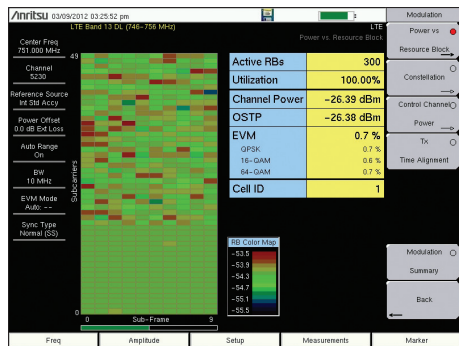 Anritsu 03/09/2012 03:25:52 pm
Modulation
LTE Band 13 DL (746-756 MHz)
LTE
Power vs. Resource Block
Center Freq
751.000 MHz
Channel
5230
Reference Source
Int Std Accy
Power Offset
0.0 dB Ext Loss
Auto Range
On
BW
10 MHz
EVM Mode
Auto: --
Sync Type
Normal (SS)
49
Subcarriers
0
0 Sub-Frame 9
Active RBs 300
Utilization 100.00%
Channel Power -26.39 dBm
OSTP -26.38 dBm
EVM 0.7 %
QPSK 0.7 %
16-QAM 0.6 %
64-QAM 0.7 %
Cell ID 1
RB Color Map
-53.5
-53.9
-54.3
-54.7
-55.1
-55.5
Power vs
Resource Block
Constellation
Control Channel
Power
Tx
Time Alignment
Modulation
Summary
Back
Freq
Amplitude
Setup
Measurements
Marker